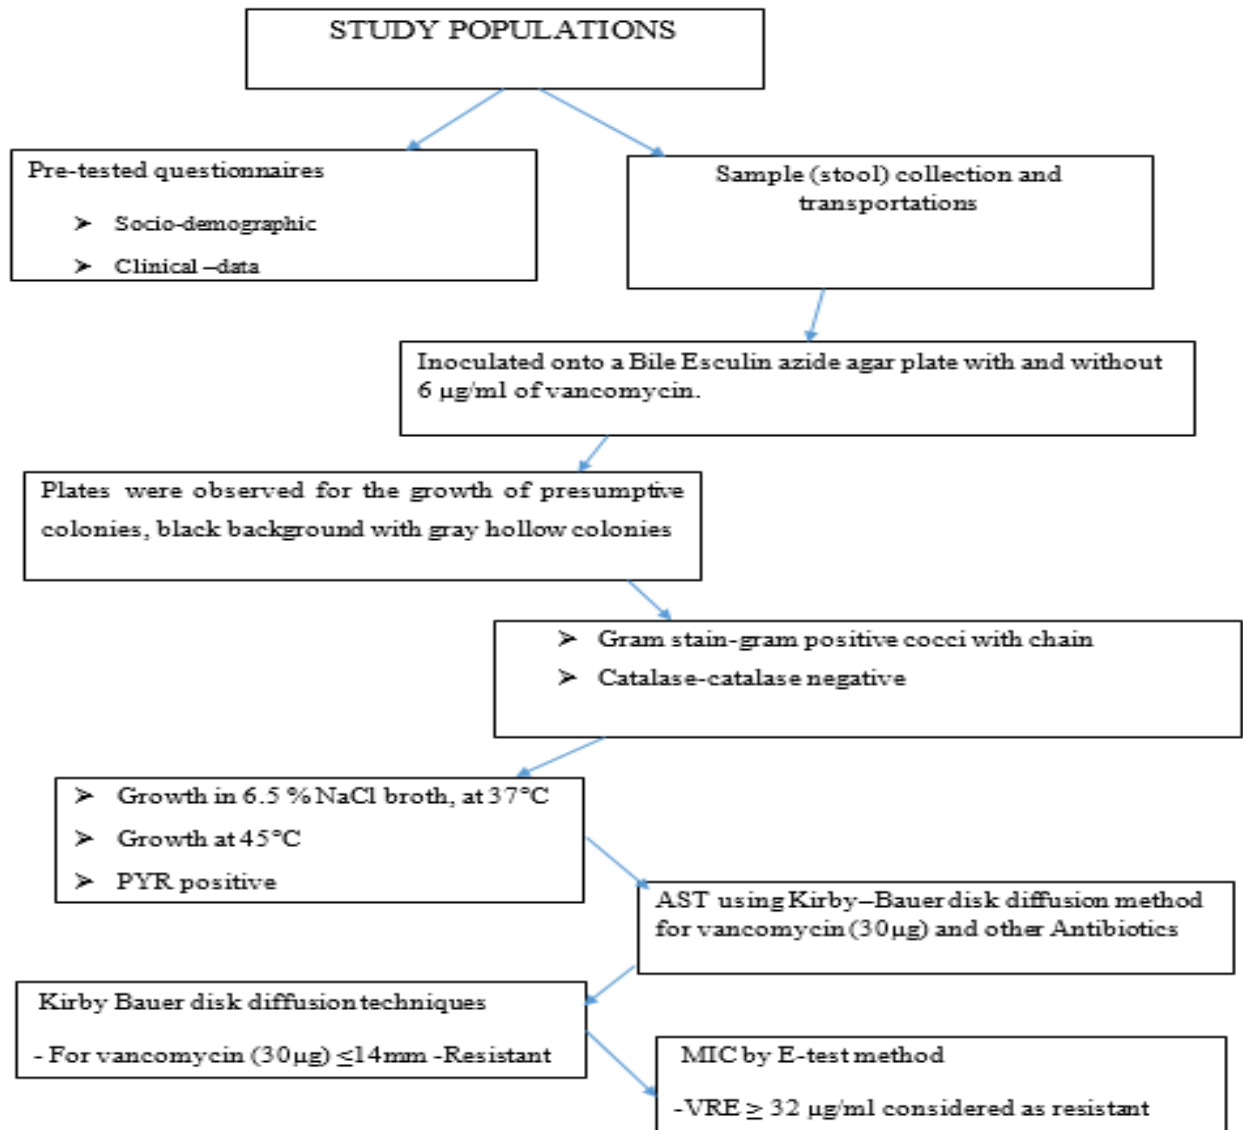 STUDY POPULATIONS
Pre-tested questionnaires
➤ Socio-demographic
➤ Clinical –data
Sample (stool) collection and
transportations
Inoculated onto a Bile Esculin azide agar plate with and without
6 µg/ml of vancomycin.
Plates were observed for the growth of presumptive
colonies, black background with gray hollow colonies
➤ Gram stain-gram positive cocci with chain
➤ Catalase-catalase negative
➤ Growth in 6.5 % NaCl broth, at 37°C
➤ Growth at 45°C
➤ PYR positive
AST using Kirby–Bauer disk diffusion method
for vancomycin (30µg) and other Antibiotics
Kirby Bauer disk diffusion techniques
- For vancomycin (30µg) ≤14mm -Resistant
MIC by E-test method
-VRE ≥ 32 µg/ml considered as resistant